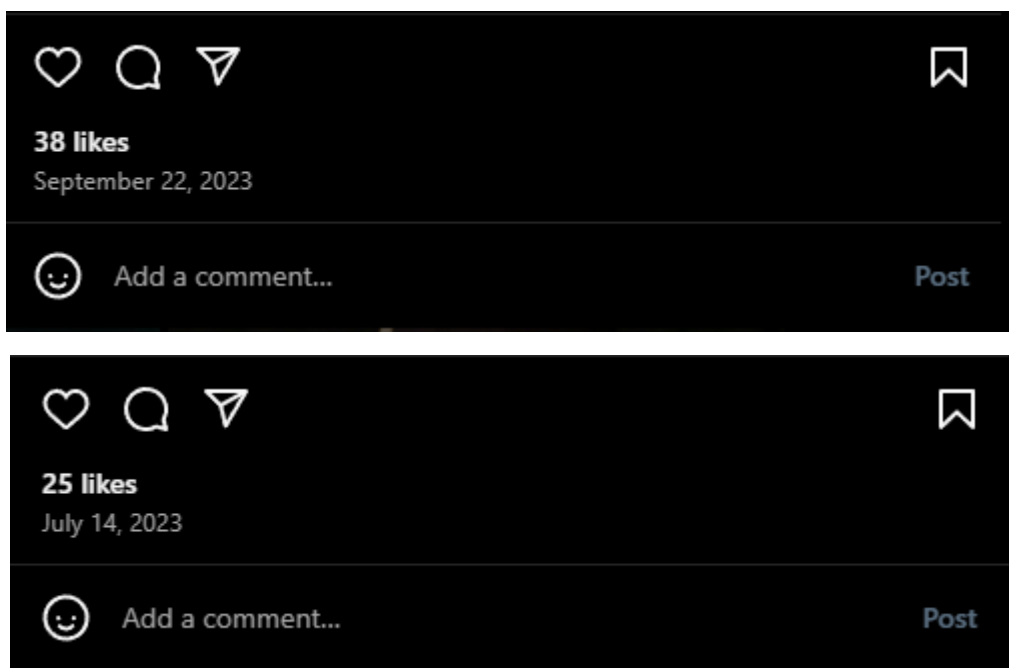 38 likes
September 22, 2023
Add a comment...
Post
25 likes
July 14, 2023
Add a comment...
Post